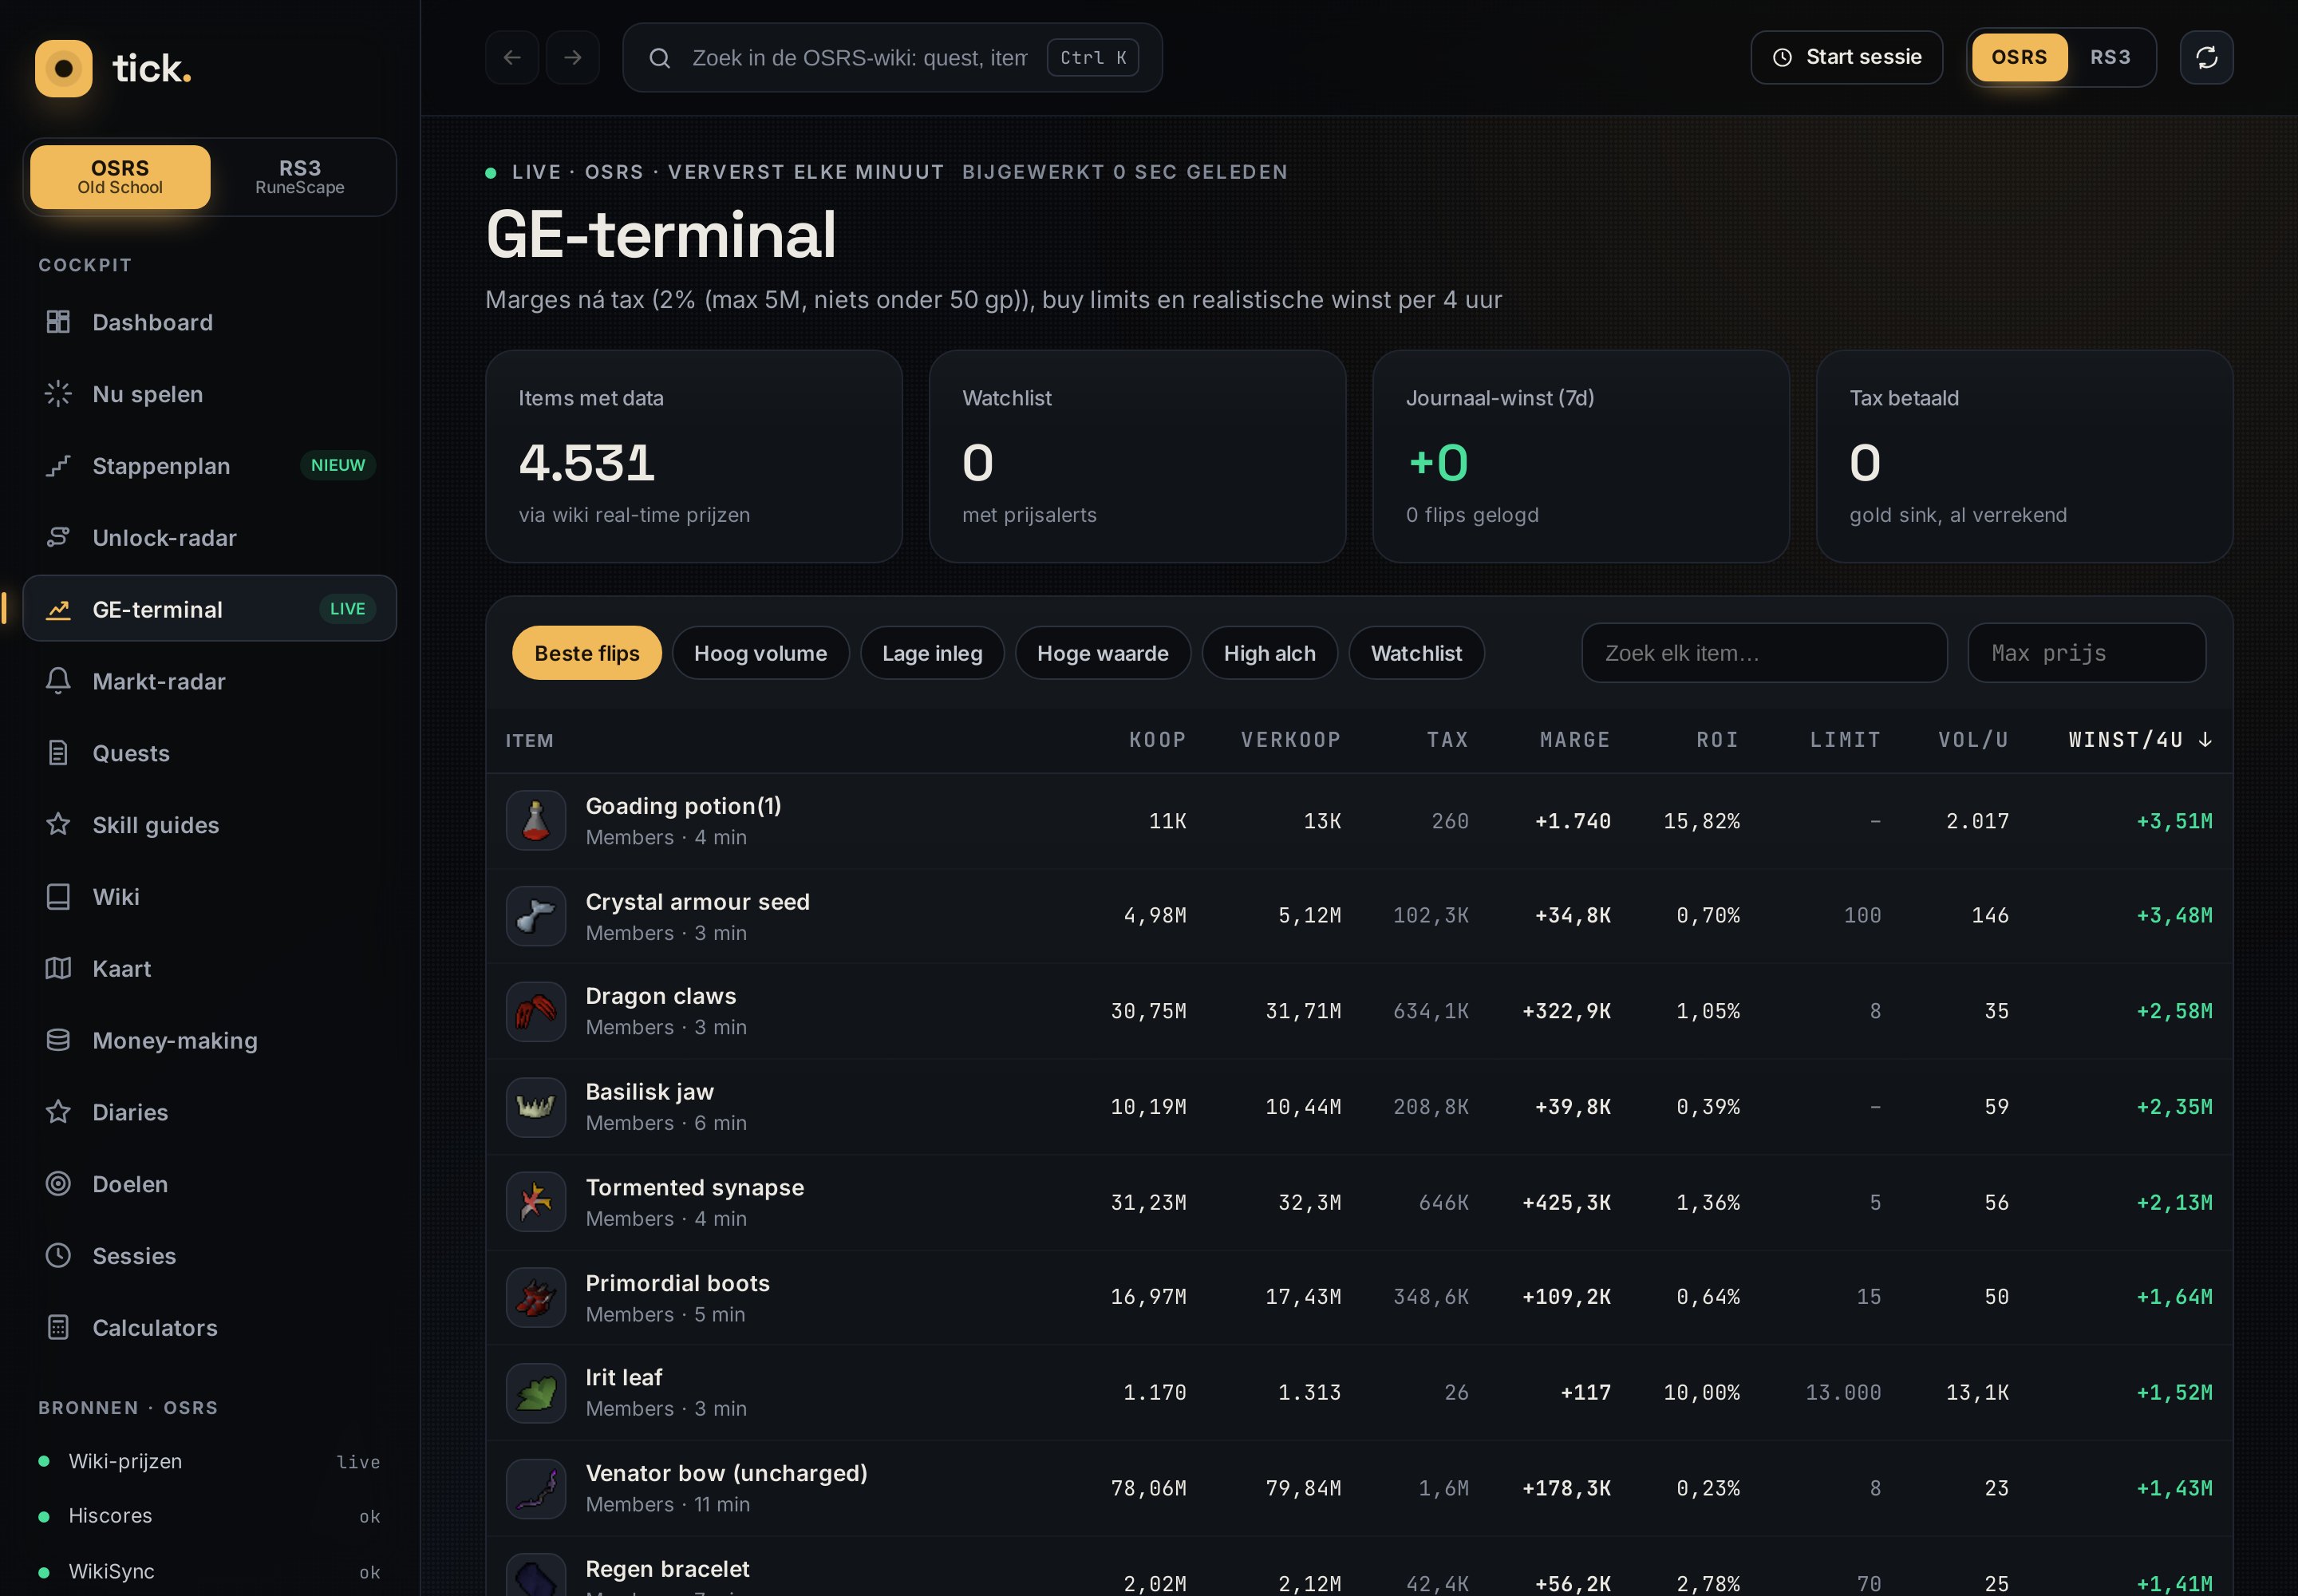 tick.
OSRS
Old School
RS3
RuneScape
COCKPIT
Dashboard
Nu spelen
Stappenplan NIEUW
Unlock-radar
GE-terminal LIVE
Markt-radar
Quests
Skill guides
Wiki
Kaart
Money-making
Diaries
Doelen
Sessies
Calculators
BRONNEN · OSRS
Wiki-prijzen live
Hiscores ok
WikiSync ok
Zoek in de OSRS-wiki: quest, item Ctrl K
Start sessie
OSRS RS3
LIVE · OSRS · VERVERST ELKE MINUUT BIJGEWERKT 0 SEC GELEDEN
GE-terminal
Marges ná tax (2% (max 5M, niets onder 50 gp)), buy limits en realistische winst per 4 uur
Items met data
4.531
via wiki real-time prijzen
Watchlist
0
met prijsalerts
Journaal-winst (7d)
+0
0 flips gelogd
Tax betaald
0
gold sink, al verrekend
Beste flips Hoog volume Lage inleg Hoge waarde High alch Watchlist Zoek elk item… Max prijs
ITEM KOOP VERKOOP TAX MARGE ROI LIMIT VOL/U WINST/4U ↓
Goading potion(1) 11K 13K 260 +1.740 15,82% – 2.017 +3,51M
Members · 4 min
Crystal armour seed 4,98M 5,12M 102,3K +34,8K 0,70% 100 146 +3,48M
Members · 3 min
Dragon claws 30,75M 31,71M 634,1K +322,9K 1,05% 8 35 +2,58M
Members · 3 min
Basilisk jaw 10,19M 10,44M 208,8K +39,8K 0,39% – 59 +2,35M
Members · 6 min
Tormented synapse 31,23M 32,3M 646K +425,3K 1,36% 5 56 +2,13M
Members · 4 min
Primordial boots 16,97M 17,43M 348,6K +109,2K 0,64% 15 50 +1,64M
Members · 5 min
Irit leaf 1.170 1.313 26 +117 10,00% 13.000 13,1K +1,52M
Members · 3 min
Venator bow (uncharged) 78,06M 79,84M 1,6M +178,3K 0,23% 8 23 +1,43M
Members · 11 min
Regen bracelet 2,02M 2,12M 42,4K +56,2K 2,78% 70 25 +1,41M